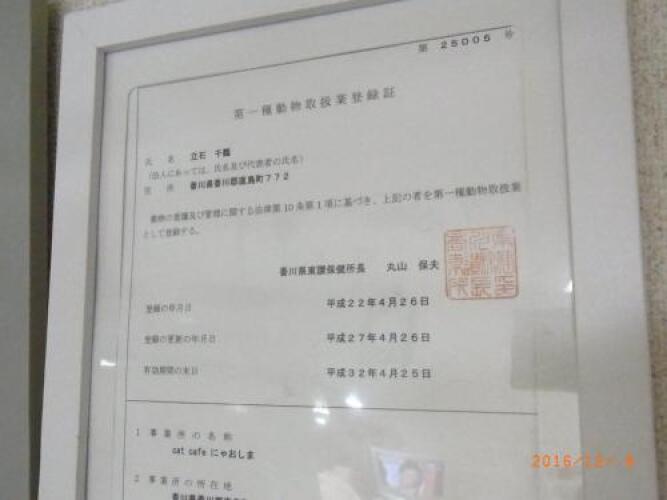 第 25005 号
第一種動物取扱業登録証
氏 名 立石 千鶴
(法人にあっては、氏名及び代表者の氏名)
住 所 香川県香川郡直島町772
動物の愛護及び管理に関する法律第10条第1項に基づき、上記の者を第一種動物取扱業
として登録する。
香川県東讃保健所長 丸山 保夫
登録の年月日 平成22年4月26日
登録の更新の年月日 平成27年4月26日
有効期間の末日 平成32年4月25日
1 事業所の名称
cat cafe にゃおしま
2 事業所の所在地
香川県香川郡
2016/12/